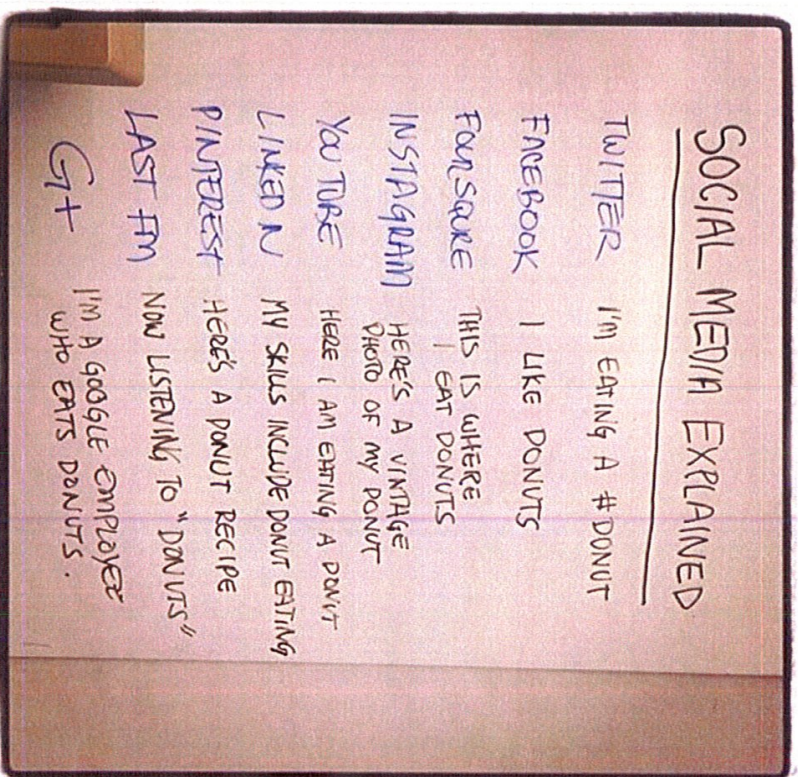 SOCIAL MEDIA EXPLAINED
TWITTER I'M EATING A #DONUT
FACEBOOK I LIKE DONUTS
FOURSQURE THIS IS WHERE
I EAT DONUTS
INSTAGRAM HERE'S A VINTAGE
PHOTO OF MY DONUT
YOUTUBE HERE I AM EATING A DONUT
LINKED N MY SKILLS INCLUDE DONUT EATING
PINTEREST HERE'S A DONUT RECIPE
LAST FM NOW LISTENING TO "DONUTS"
G+ I'M A GOOGLE EMPLOYEE
WHO EATS DONUTS.